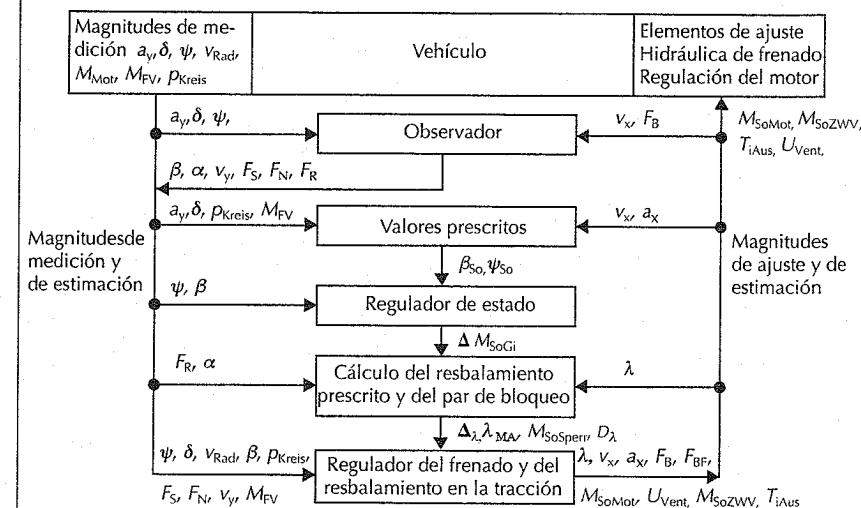 Magnitudes de me-
dición a_y,δ, ψ, v_Rad,
M_Mot, M_FV, p_Kreis
Vehículo
Elementos de ajuste
Hidráulica de frenado
Regulación del motor
a_y,δ, ψ,
Observador
v_x, F_B
M_SoMot, M_SoZWV,
T_iAus, U_Vent,
β, α, v_y, F_S, F_N, F_R
a_y,δ, p_Kreis, M_FV
Valores prescritos
v_x, a_x
Magnitudesde
medición y
de estimación
Magnitudes
de ajuste y de
estimación
β_So,ψ_So
ψ, β
Regulador de estado
Δ M_SoGi
F_R, α
Cálculo del resbalamiento
prescrito y del par de bloqueo
λ
Δ_λ,λ_MA, M_SoSperr, D_λ
ψ, δ, v_Rad, β, p_Kreis,
F_S, F_N, v_y, M_FV
Regulador del frenado y del
resbalamiento en la tracción
λ, v_x, a_x, F_B, F_BF,
M_SoMot, U_Vent, M_SoZWV, T_iAus